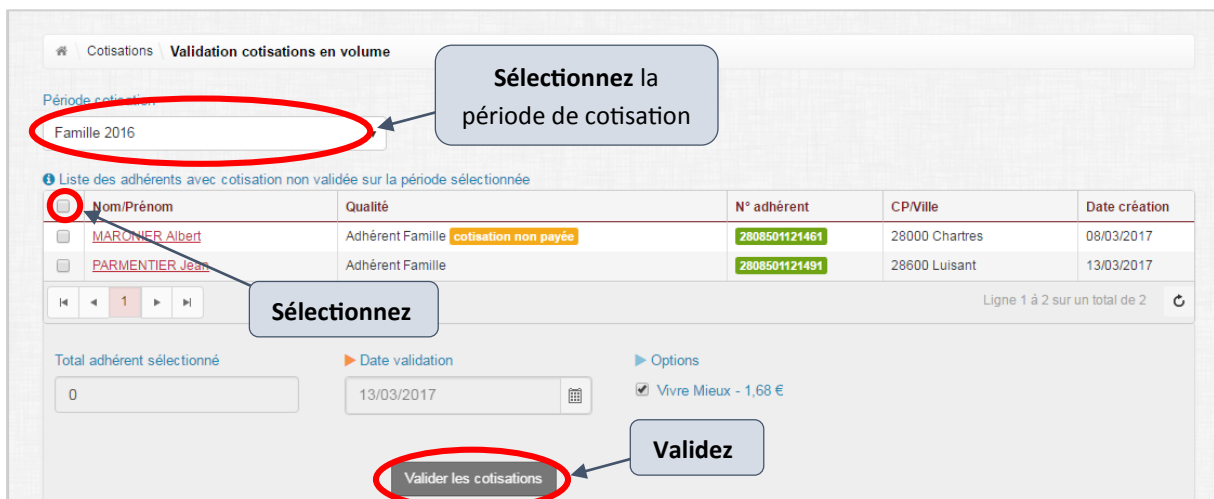 Cotisations Validation cotisations en volume
Sélectionnez la
période de cotisation
Période cotisation
Famille 2016
Liste des adhérents avec cotisation non validée sur la période sélectionnée
Nom/Prénom Qualité N° adhérent CP/Ville Date création
MARONIER Albert Adhérent Famille cotisation non payée 2808501121461 28000 Chartres 08/03/2017
PARMENTIER Jean Adhérent Famille 2808501121491 28600 Luisant 13/03/2017
1 Ligne 1 à 2 sur un total de 2
Sélectionnez
Total adhérent sélectionné Date validation Options
0 13/03/2017 Vivre Mieux - 1,68 €
Validez
Valider les cotisations